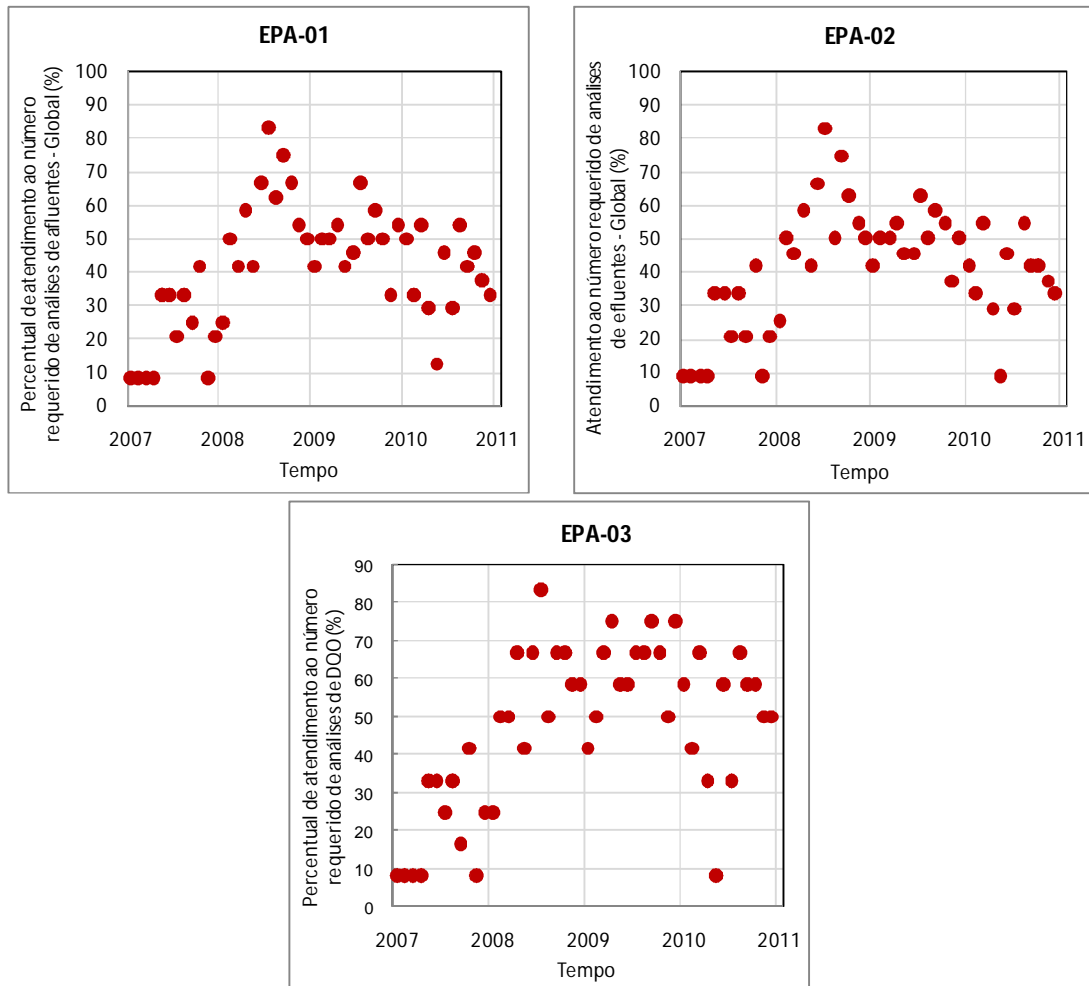 EPA-01
Percentual de atendimento ao número
requerido de análises de afluentes - Global (%)
100
90
80
70
60
50
40
30
20
10
0
2007 2008 2009 2010 2011
Tempo
EPA-02
Atendimento ao número requerido de análises
de efluentes - Global (%)
100
90
80
70
60
50
40
30
20
10
0
2007 2008 2009 2010 2011
Tempo
EPA-03
Percentual de atendimento ao número
requerido de análises de DQO (%)
90
80
70
60
50
40
30
20
10
0
2007 2008 2009 2010 2011
Tempo